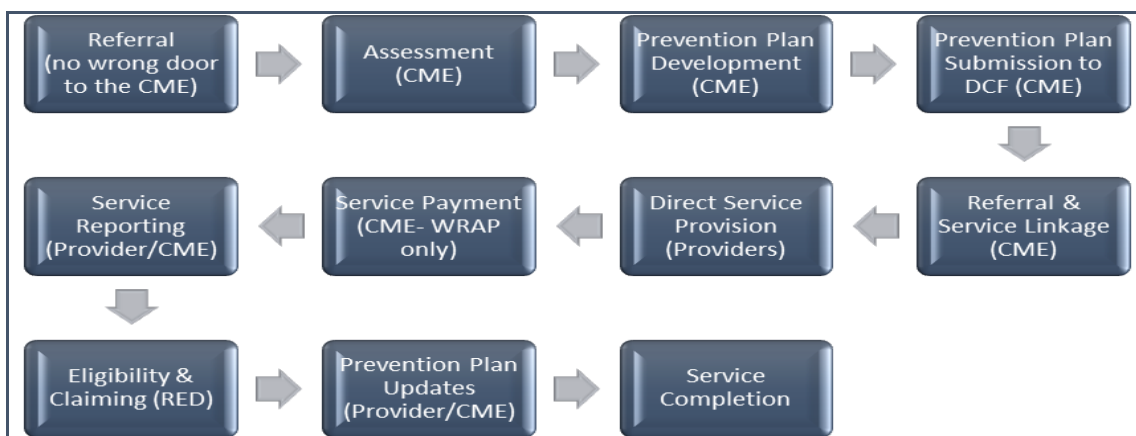 Referral
(no wrong door
to the CME)
Assessment
(CME)
Prevention Plan
Development
(CME)
Prevention Plan
Submission to
DCF (CME)
Referral &
Service Linkage
(CME)
Direct Service
Provision
(Providers)
Service Payment
(CME- WRAP
only)
Service
Reporting
(Provider/CME)
Eligibility &
Claiming (RED)
Prevention Plan
Updates
(Provider/CME)
Service
Completion